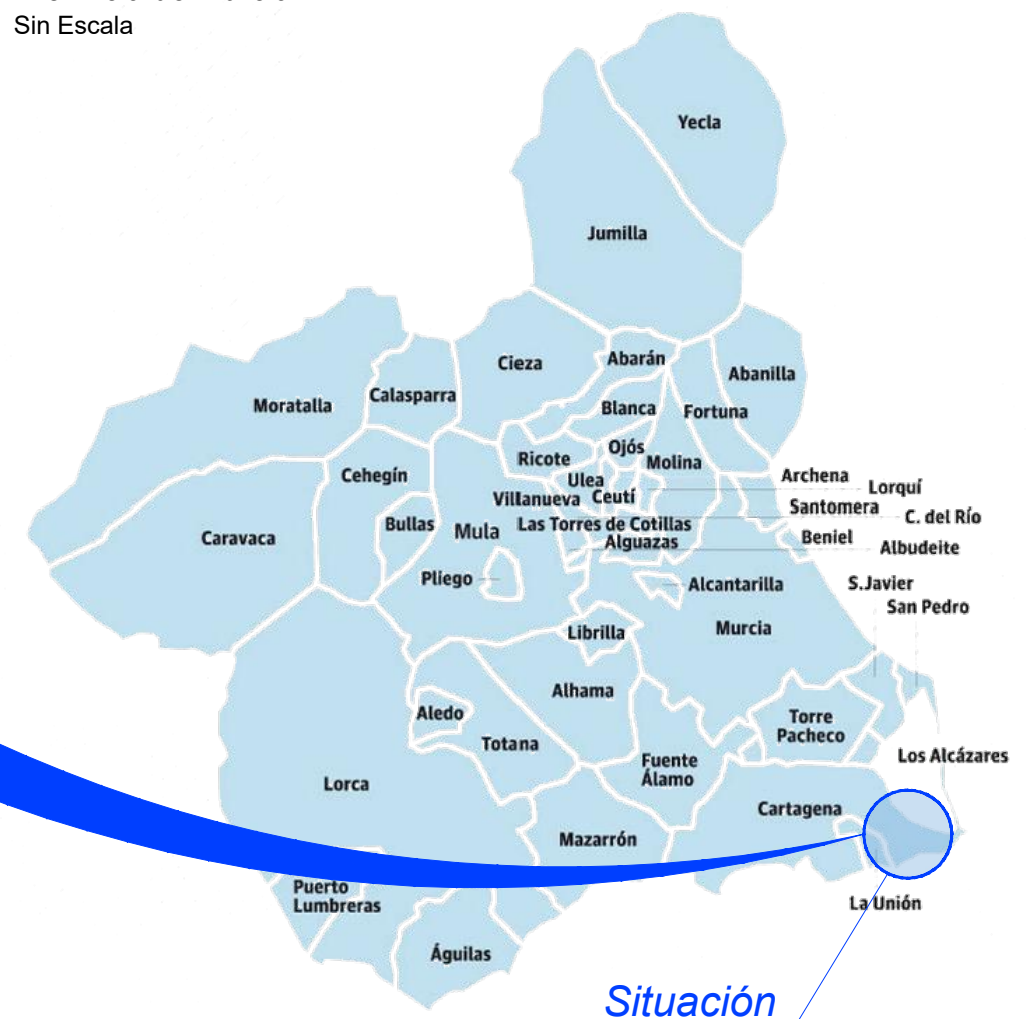 Sin Escala
Yecla
Jumilla
Cieza
Abarán
Abanilla
Calasparra
Moratalla
Blanca
Fortuna
Ojós
Ricote
Molina
Cehegín
Ulea
Archena
Lorquí
Villanueva
Ceutí
Santomera
C. del Río
Bullas
Mula
Las Torres de Cotillas
Caravaca
Alguazas
Beniel
Albudeite
Pliego
Alcantarilla
S.Javier
San Pedro
Librilla
Murcia
Alhama
Aledo
Torre
Pacheco
Totana
Los Alcázares
Fuente
Álamo
Lorca
Cartagena
Mazarrón
Puerto
Lumbreras
La Unión
Águilas
Situación